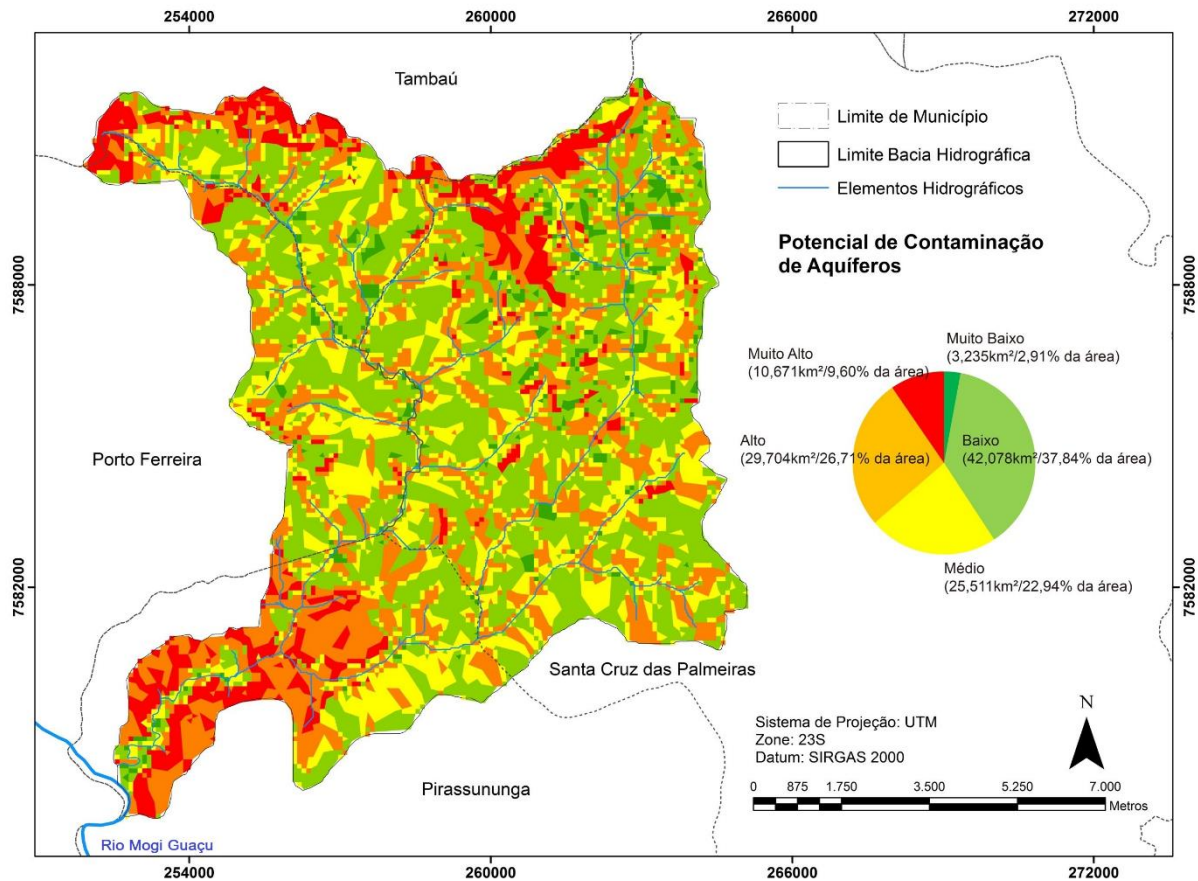 254000
260000
266000
272000
Tambaú
Limite de Município
Limite Bacia Hidrográfica
Elementos Hidrográficos
Potencial de Contaminação
de Aquíferos
7588000
7588000
Muito Baixo
(3,235km²/2,91% da área)
Muito Alto
(10,671km²/9,60% da área)
Alto
(29,704km²/26,71% da área)
Baixo
(42,078km²/37,84% da área)
Médio
(25,511km²/22,94% da área)
Porto Ferreira
7582000
7582000
Santa Cruz das Palmeiras
Pirassununga
Rio Mogi Guaçu
Sistema de Projeção: UTM
Zone: 23S
Datum: SIRGAS 2000
N
0 875 1.750 3.500 5.250 7.000
Metros
254000
260000
266000
272000